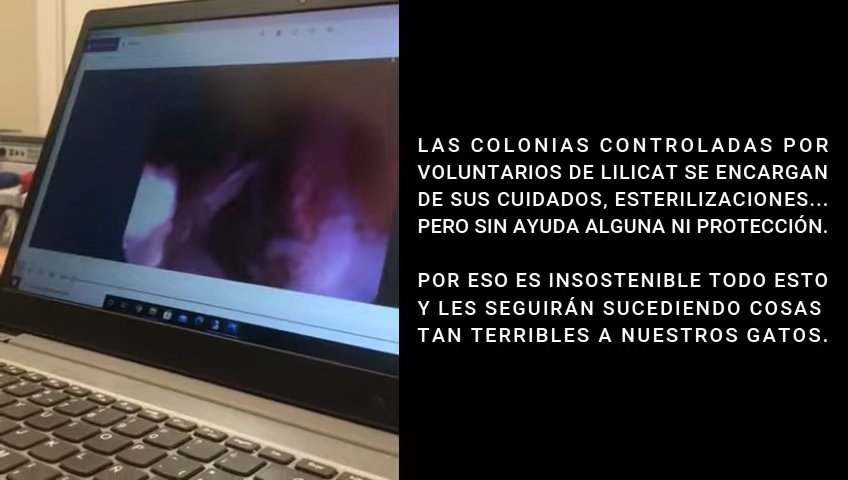 LAS COLONIAS CONTROLADAS POR
VOLUNTARIOS DE LILICAT SE ENCARGAN
DE SUS CUIDADOS, ESTERILIZACIONES...
PERO SIN AYUDA ALGUNA NI PROTECCIÓN.
POR ESO ES INSOSTENIBLE TODO ESTO
Y LES SEGUIRÁN SUCEDIENDO COSAS
TAN TERRIBLES A NUESTROS GATOS.